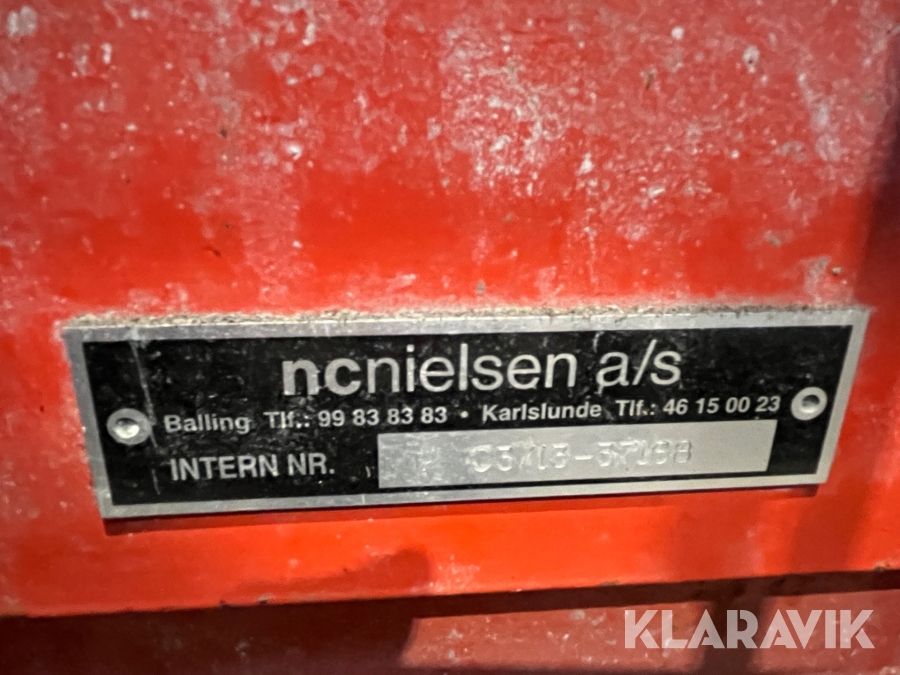 ncnielsen a/s
Balling Tlf.: 99 83 83 83 • Karlslunde Tlf.: 46 15 00 23
INTERN NR.
KLARAVIK